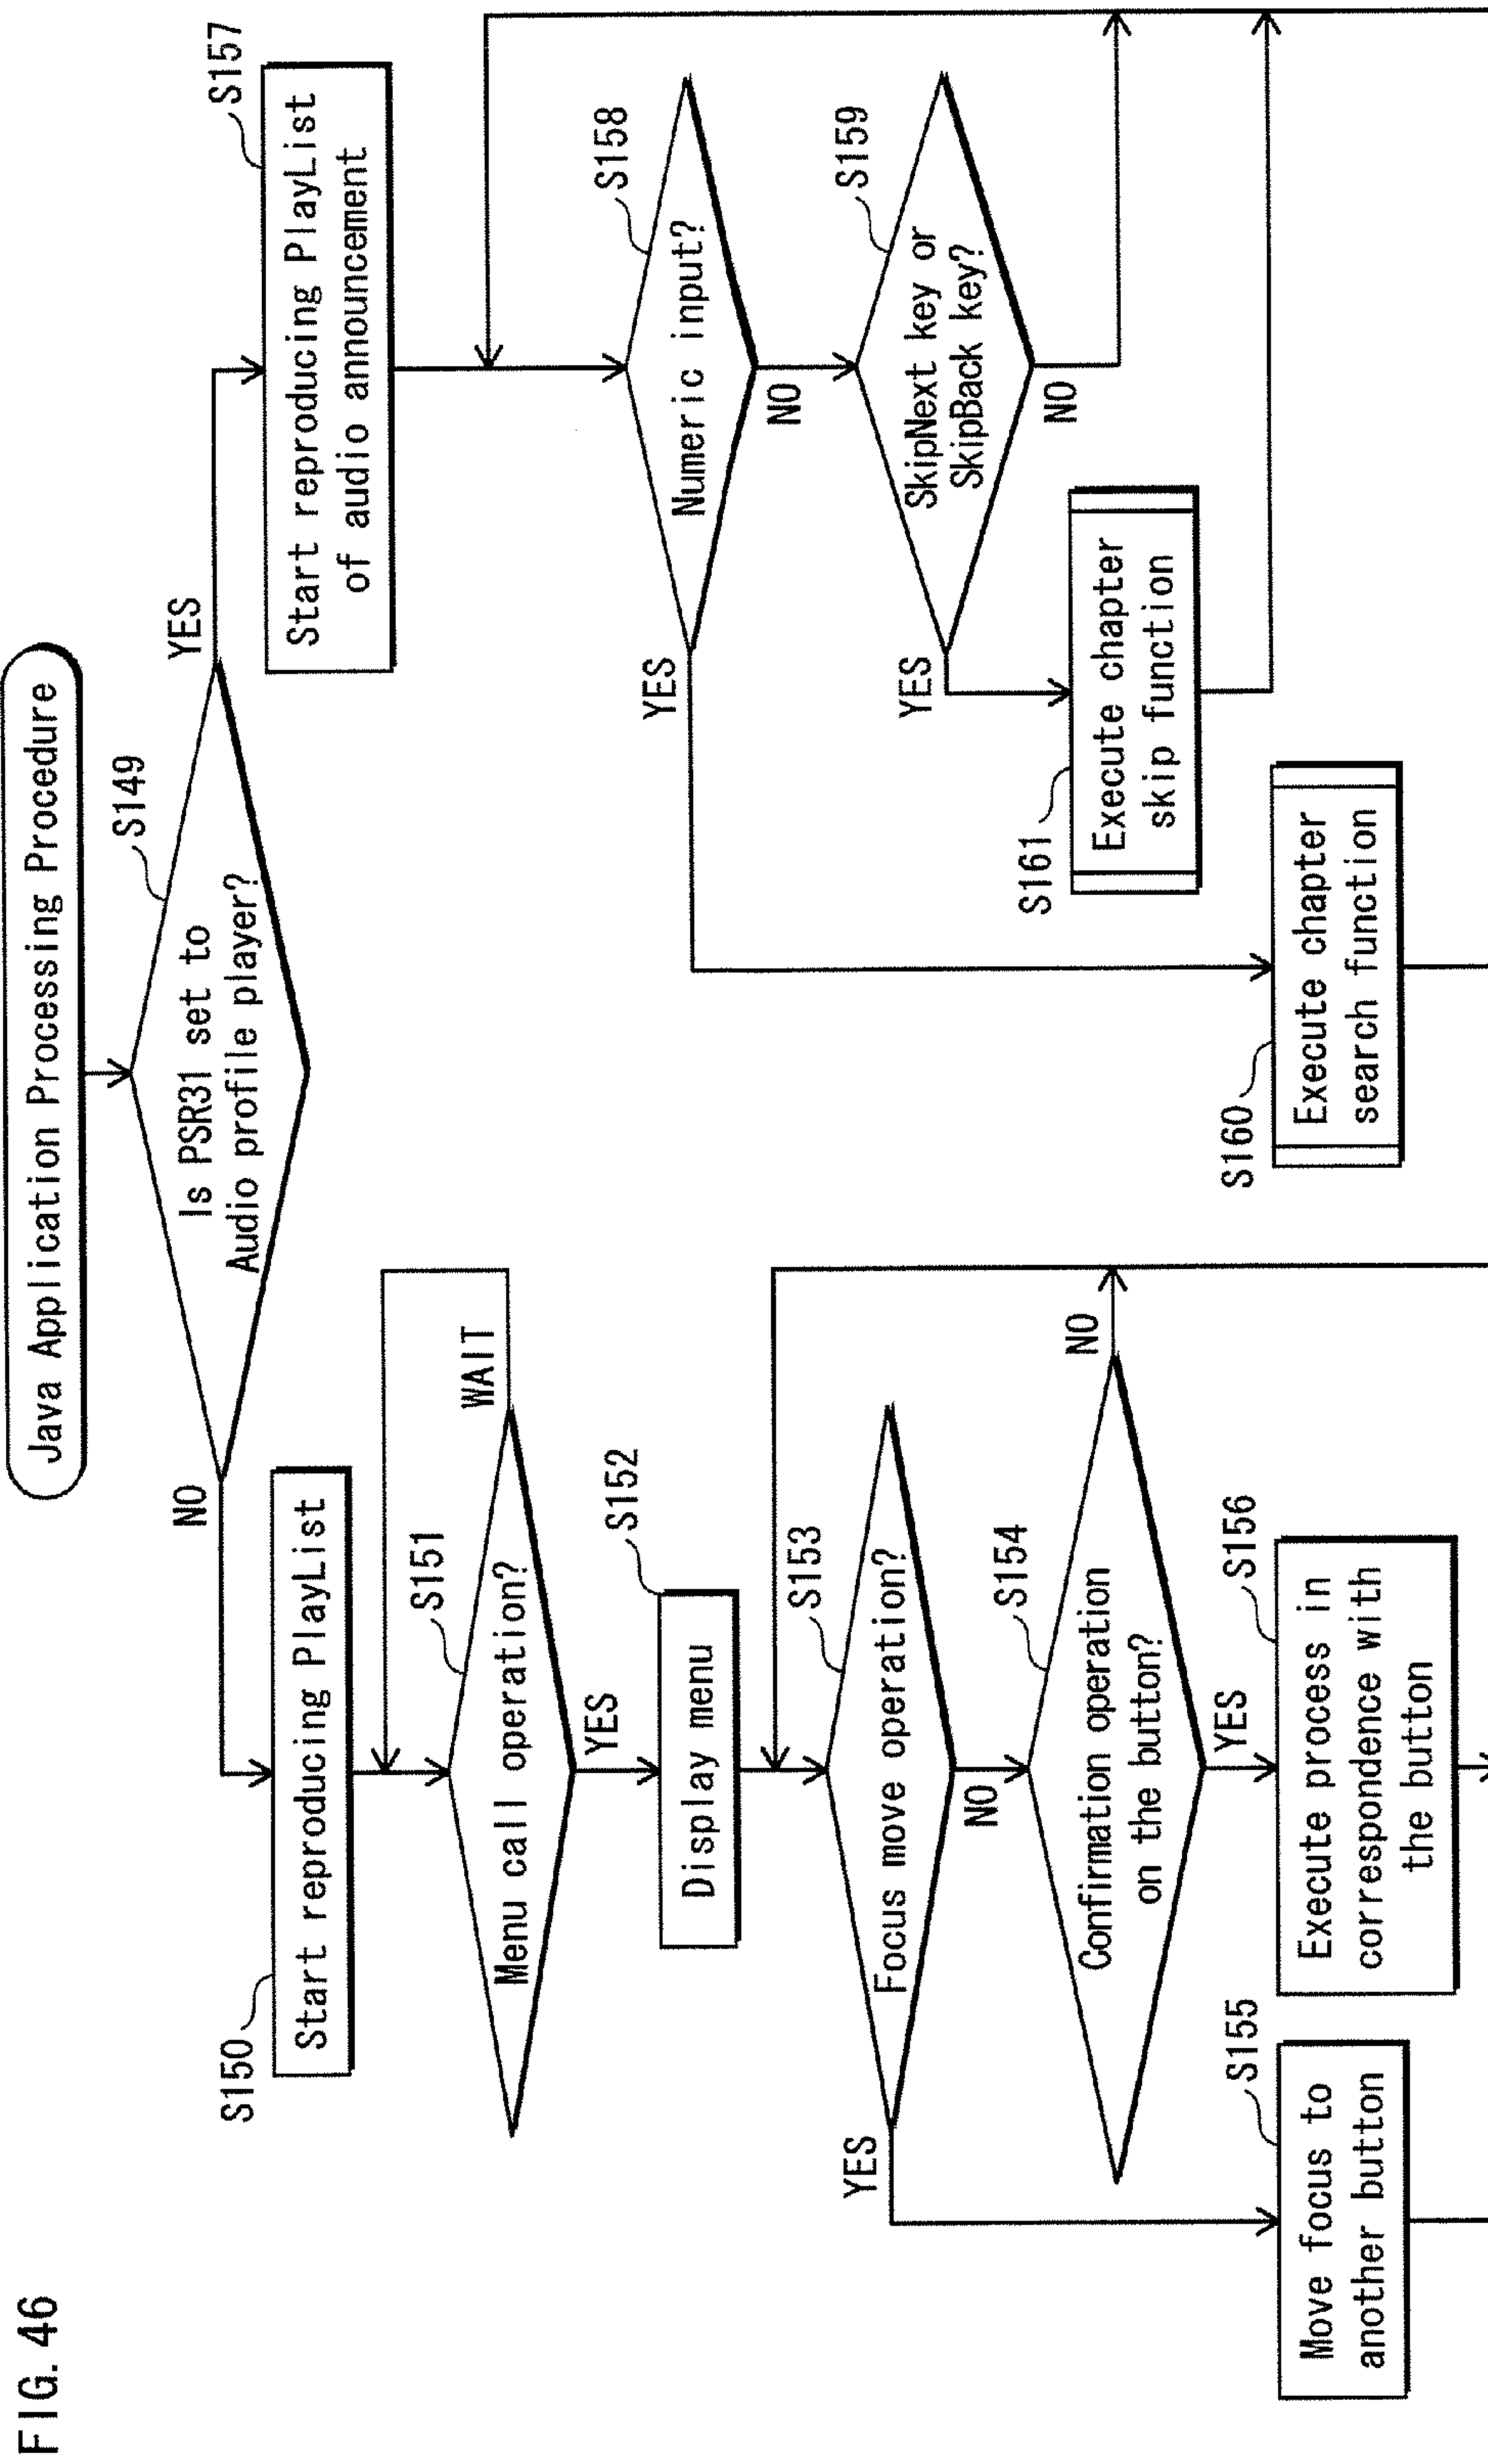 FIG. 46
Java Application Processing Procedure
S149
Is PSR31 set to
Audio profile player?
NO
YES
S150
Start reproducing PlayList
S151
Menu call operation?
WAIT
YES
S152
Display menu
S153
Focus move operation?
YES
NO
S154
Confirmation operation
on the button?
NO
YES
S155
Move focus to
another button
S156
Execute process in
correspondence with
the button
S157
Start reproducing PlayList
of audio announcement
S158
Numeric input?
YES
NO
S159
SkipNext key or
SkipBack key?
YES
NO
S161
Execute chapter
skip function
S160
Execute chapter
search function